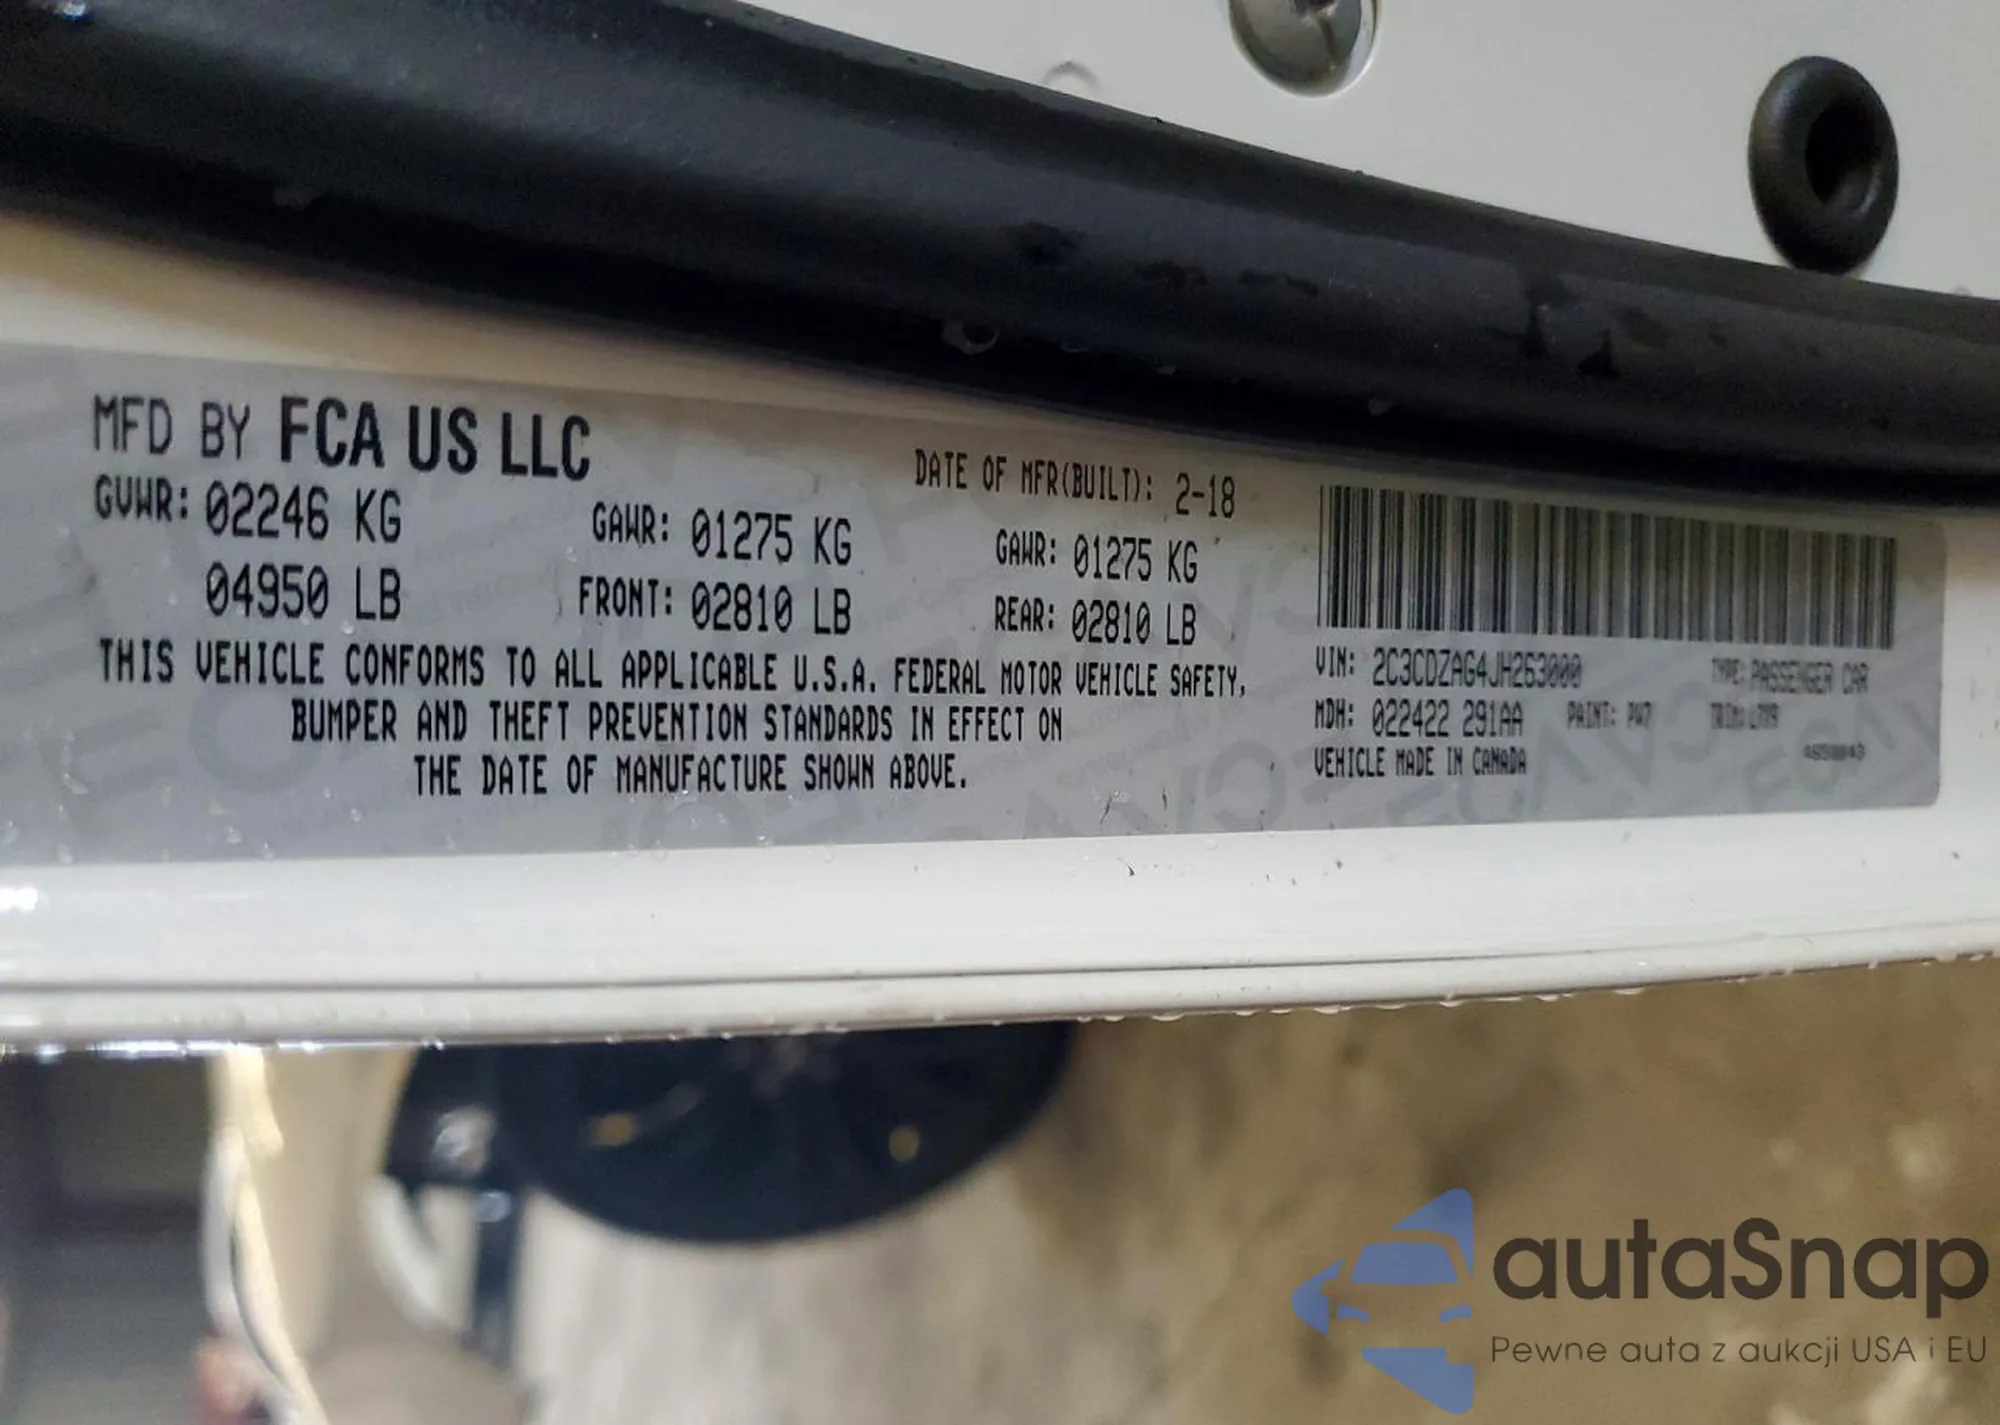 MFD BY FCA US LLC
DATE OF MFR(BUILT): 2-18
GVWR: 02246 KG
GAWR: 01275 KG
GAWR: 01275 KG
04950 LB
FRONT: 02810 LB
REAR: 02810 LB
THIS VEHICLE CONFORMS TO ALL APPLICABLE U.S.A. FEDERAL MOTOR VEHICLE SAFETY,
BUMPER AND THEFT PREVENTION STANDARDS IN EFFECT ON
THE DATE OF MANUFACTURE SHOWN ABOVE.
VIN: 2C3CDZAG4JH263000
TYPE: PASSENGER CAR
MDH: 022422 291AA
PAINT: PW7
TRIM:
VEHICLE MADE IN CANADA
autaSnap
Pewne auta z aukcji USA i EU